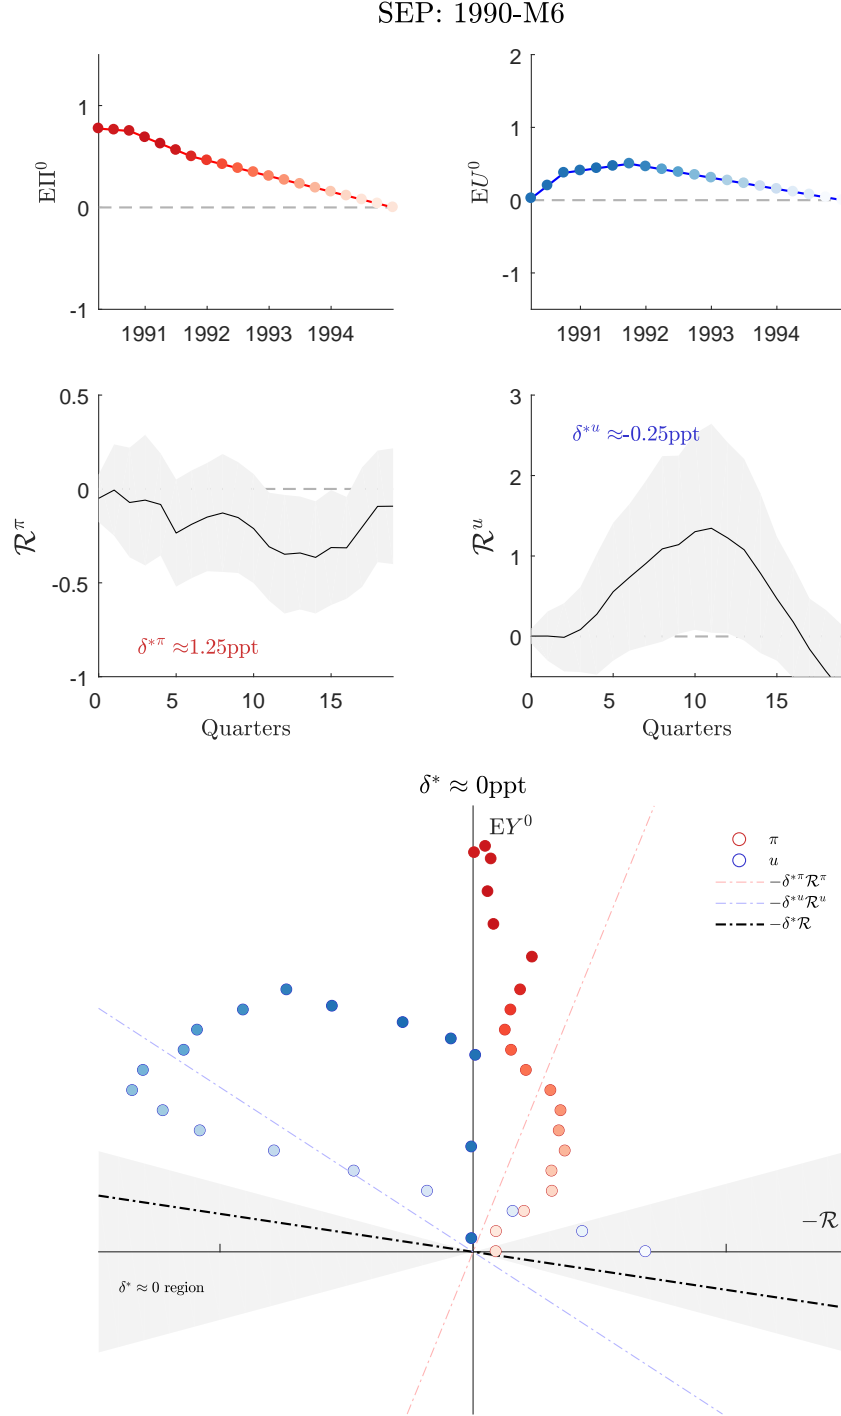 SEP: 1990-M6
EΠ⁰
1
0
-1
1991 1992 1993 1994
EU⁰
2
1
0
-1
1991 1992 1993 1994
ℛ^π
0.5
0
-0.5
-1
δ*^π ≈1.25ppt
0 5 10 15
Quarters
ℛ^u
3
2
1
0
δ*^u ≈-0.25ppt
0 5 10 15
Quarters
δ* ≈ 0ppt
EY⁰
π
u
−δ*^π ℛ^π
−δ*^u ℛ^u
−δ*ℛ
−ℛ
δ* ≈ 0 region